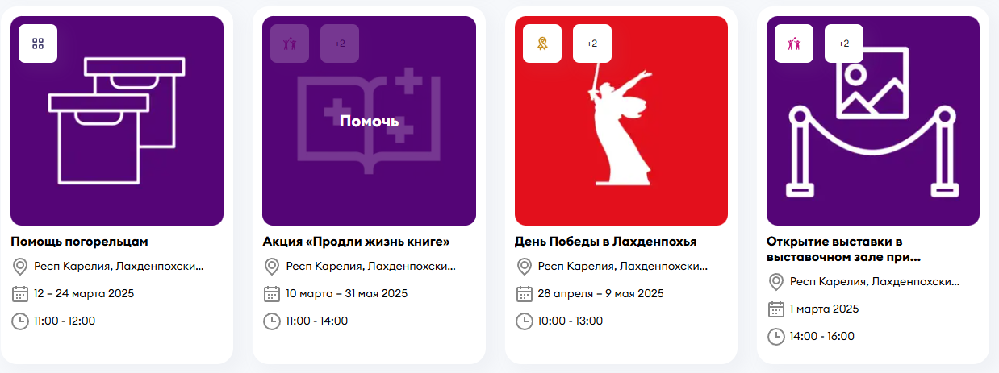 Помощь погорельцам
Респ Карелия, Лахденпохски...
12 – 24 марта 2025
11:00 - 12:00
+2
Помочь
Акция «Продли жизнь книге»
Респ Карелия, Лахденпохски...
10 марта – 31 мая 2025
11:00 - 14:00
+2
День Победы в Лахденпохья
Респ Карелия, Лахденпохски...
28 апреля – 9 мая 2025
10:00 - 13:00
+2
Открытие выставки в
выставочном зале при...
Респ Карелия, Лахденпохски...
1 марта 2025
14:00 - 16:00